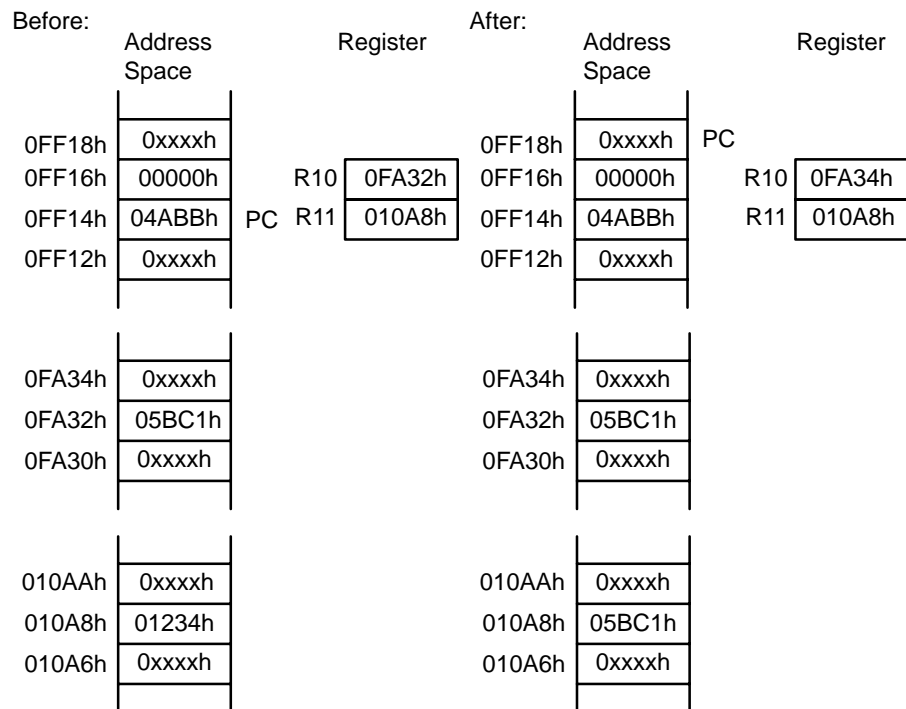 Before:
Address
Space
Register
0FF18h 0xxxxh
0FF16h 00000h R10 0FA32h
0FF14h 04ABBh PC R11 010A8h
0FF12h 0xxxxh
0FA34h 0xxxxh
0FA32h 05BC1h
0FA30h 0xxxxh
010AAh 0xxxxh
010A8h 01234h
010A6h 0xxxxh
After:
Address
Space
Register
0FF18h 0xxxxh PC
0FF16h 00000h R10 0FA34h
0FF14h 04ABBh R11 010A8h
0FF12h 0xxxxh
0FA34h 0xxxxh
0FA32h 05BC1h
0FA30h 0xxxxh
010AAh 0xxxxh
010A8h 05BC1h
010A6h 0xxxxh